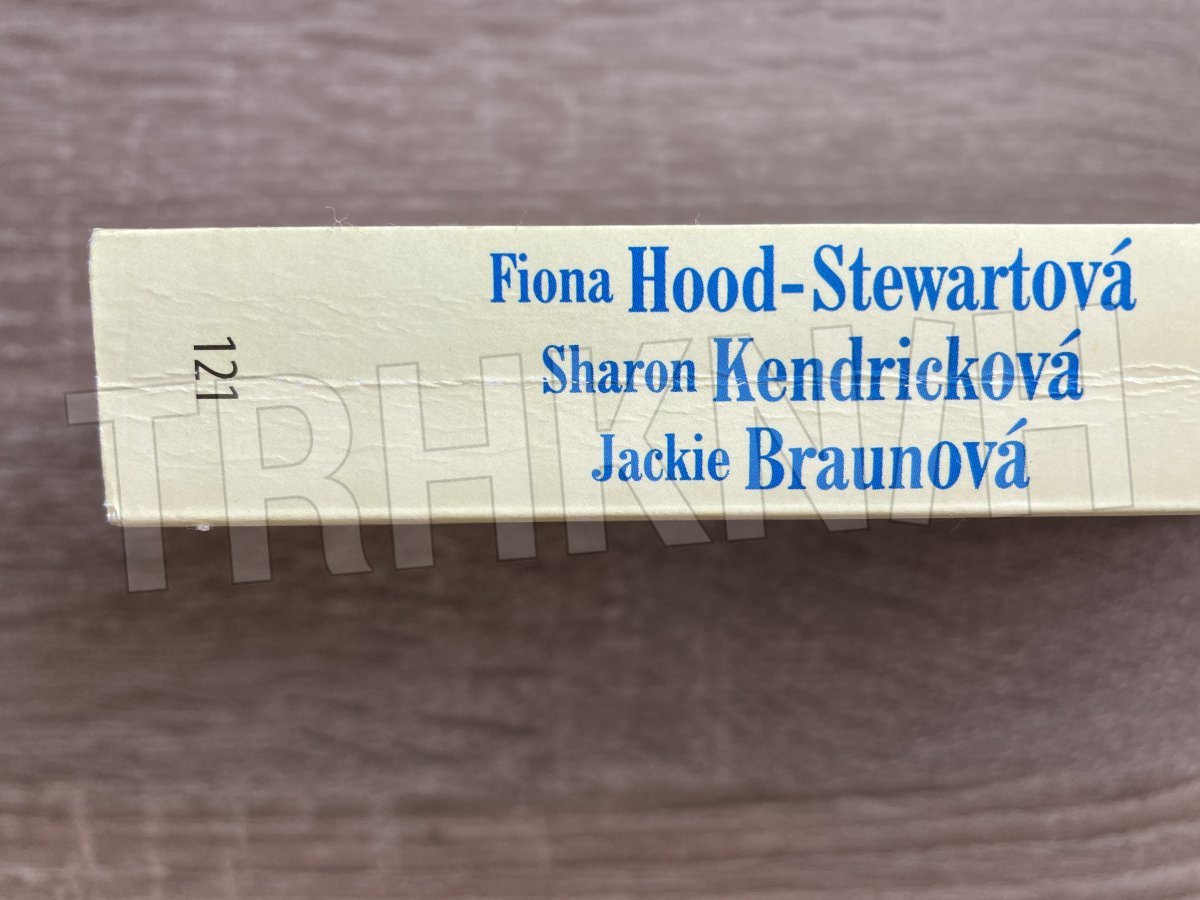 Fiona Hood-Stewartová
Sharon Kendricková
Jackie Braunová
121
TRHKNIH